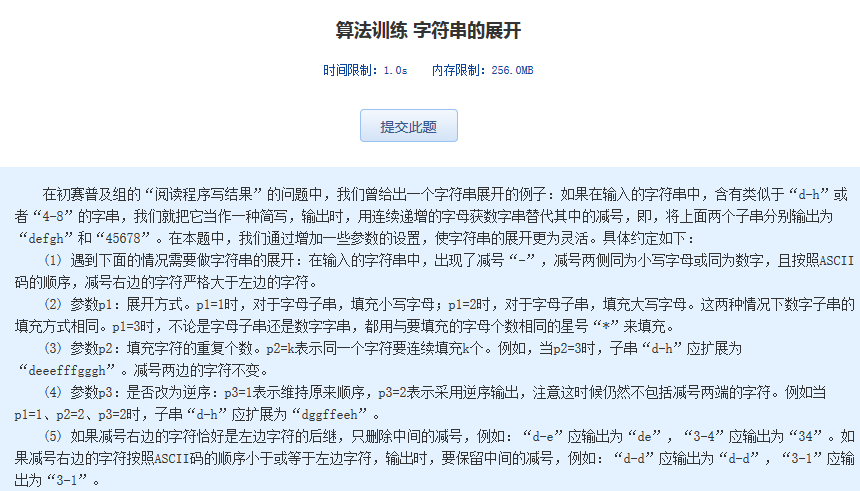 算法训练 字符串的展开
时间限制：1.0s 内存限制：256.0MB
提交此题
在初赛普及组的“阅读程序写结果”的问题中，我们曾给出一个字符串展开的例子：如果在输入的字符串中，含有类似于“d-h”或
者“4-8”的字串，我们就把它当作一种简写，输出时，用连续递增的字母获数字串替代其中的减号，即，将上面两个子串分别输出为
“defgh”和“45678”。在本题中，我们通过增加一些参数的设置，使字符串的展开更为灵活。具体约定如下：
(1) 遇到下面的情况需要做字符串的展开：在输入的字符串中，出现了减号“-”，减号两侧同为小写字母或同为数字，且按照ASCII
码的顺序，减号右边的字符严格大于左边的字符。
(2) 参数p1：展开方式。p1=1时，对于字母子串，填充小写字母；p1=2时，对于字母子串，填充大写字母。这两种情况下数字子串的
填充方式相同。p1=3时，不论是字母子串还是数字字串，都用与要填充的字母个数相同的星号“*”来填充。
(3) 参数p2：填充字符的重复个数。p2=k表示同一个字符要连续填充k个。例如，当p2=3时，子串“d-h”应扩展为
“deeefffgggh”。减号两边的字符不变。
(4) 参数p3：是否改为逆序：p3=1表示维持原来顺序，p3=2表示采用逆序输出，注意这时候仍然不包括减号两端的字符。例如当
p1=1、p2=2、p3=2时，子串“d-h”应扩展为“dggffeeh”。
(5) 如果减号右边的字符恰好是左边字符的后继，只删除中间的减号，例如：“d-e”应输出为“de”，“3-4”应输出为“34”。如
果减号右边的字符按照ASCII码的顺序小于或等于左边字符，输出时，要保留中间的减号，例如：“d-d”应输出为“d-d”，“3-1”应输
出为“3-1”。